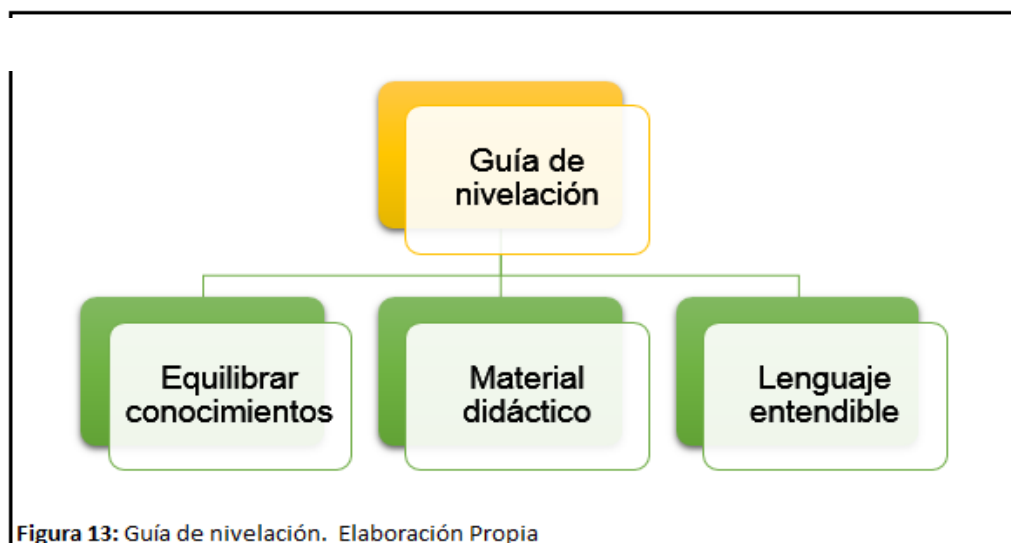 Guía de
nivelación
Equilibrar
conocimientos
Material
didáctico
Lenguaje
entendible
Figura 13: Guía de nivelación. Elaboración Propia